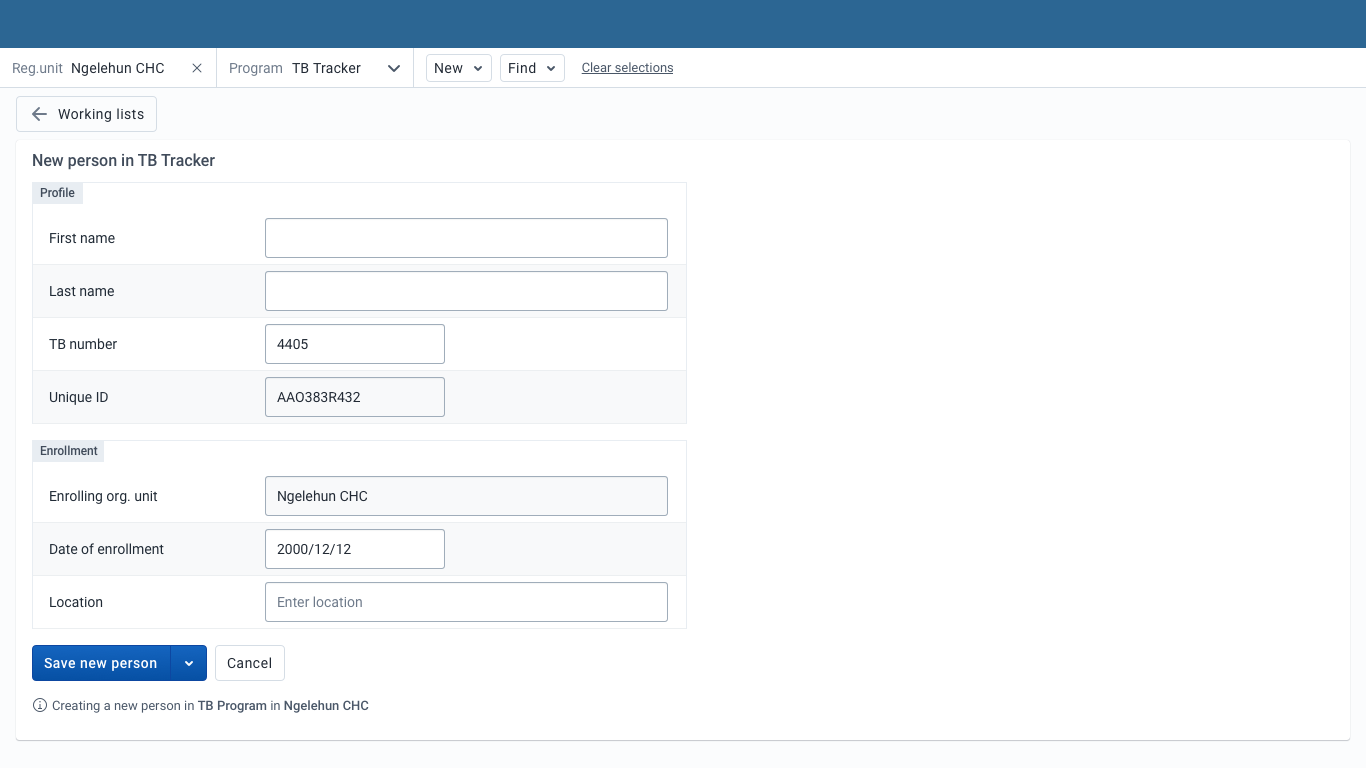 Reg.unit Ngelehun CHC Program TB Tracker New Find Clear selections
Working lists
New person in TB Tracker
Profile
First name
Last name
TB number 4405
Unique ID AAO383R432
Enrollment
Enrolling org. unit Ngelehun CHC
Date of enrollment 2000/12/12
Location Enter location
Save new person Cancel
Creating a new person in TB Program in Ngelehun CHC